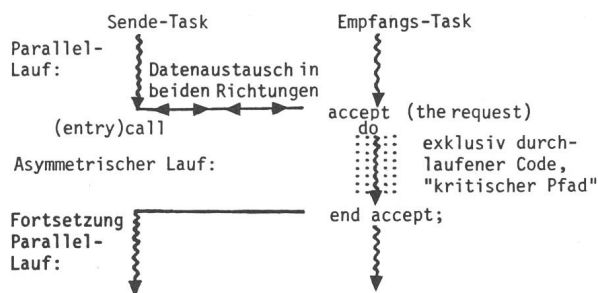 Sende-Task
Empfangs-Task
Parallel-
Lauf:
Datenaustausch in
beiden Richtungen
(entry)call
accept (the request)
do
exklusiv durch-
laufener Code,
"kritischer Pfad"
Asymmetrischer Lauf:
end accept;
Fortsetzung
Parallel-
Lauf: